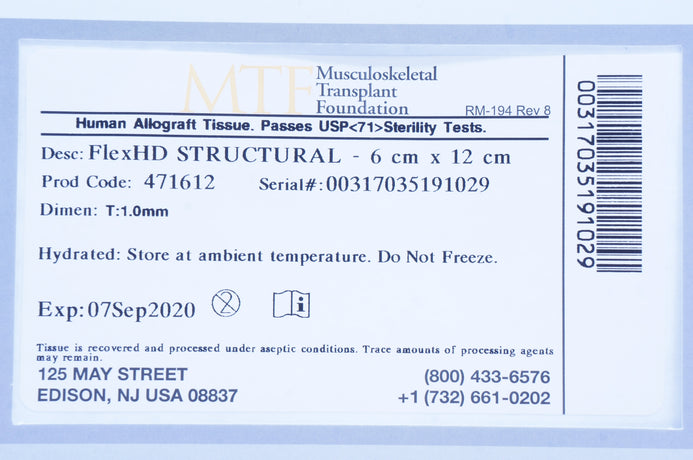 MTF Musculoskeletal
Transplant
Foundation
RM-194 Rev 8
Human Allograft Tissue. Passes USP<71>Sterility Tests.
Desc: FlexHD STRUCTURAL - 6 cm x 12 cm
Prod Code: 471612 Serial#: 00317035191029
Dimen: T:1.0mm
Hydrated: Store at ambient temperature. Do Not Freeze.
Exp: 07Sep2020 2 i
Tissue is recovered and processed under aseptic conditions. Trace amounts of processing agents
may remain.
125 MAY STREET (800) 433-6576
EDISON, NJ USA 08837 +1 (732) 661-0202
00317035191029